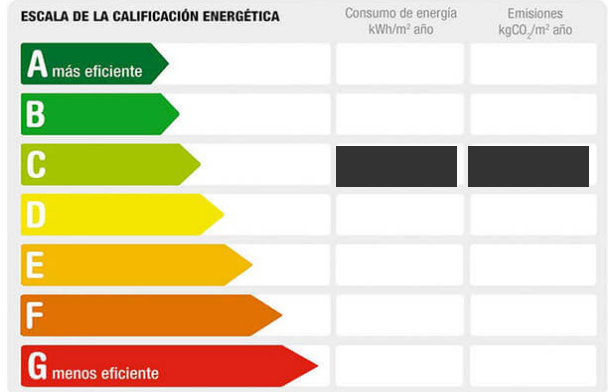 ESCALA DE LA CALIFICACIÓN ENERGÉTICA
Consumo de energía
kWh/m² año
Emisiones
kgCO₂/m² año
A más eficiente
B
C
D
E
F
G menos eficiente